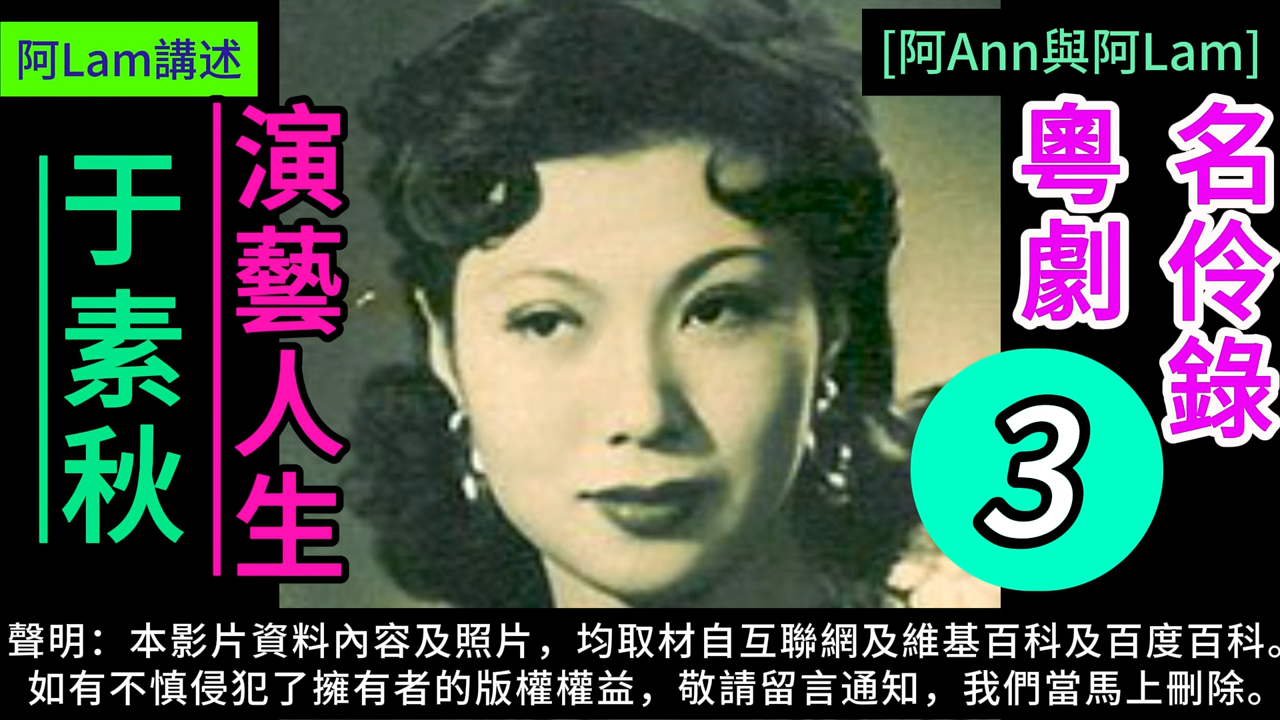 阿Lam講述
[阿Ann與阿Lam]
名伶錄
粵劇
3
演藝人生
于素秋
聲明：本影片資料內容及照片，均取材自互聯網及維基百科及百度百科。
如有不慎侵犯了擁有者的版權權益，敬請留言通知，我們當馬上刪除。